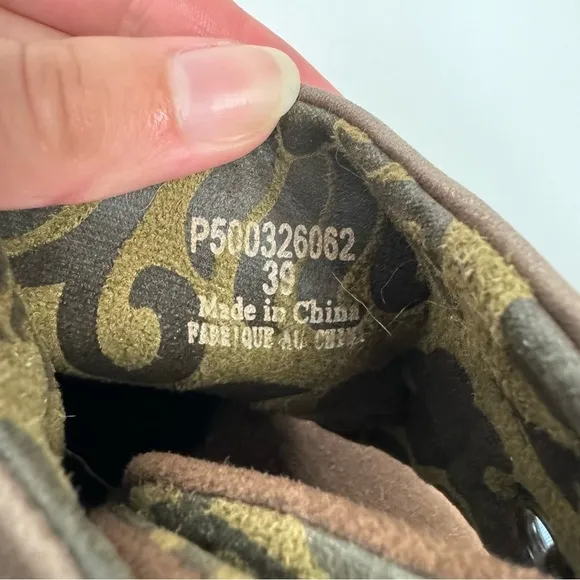 P500326062
39
Made in China
FABRIQUE AU CHINE